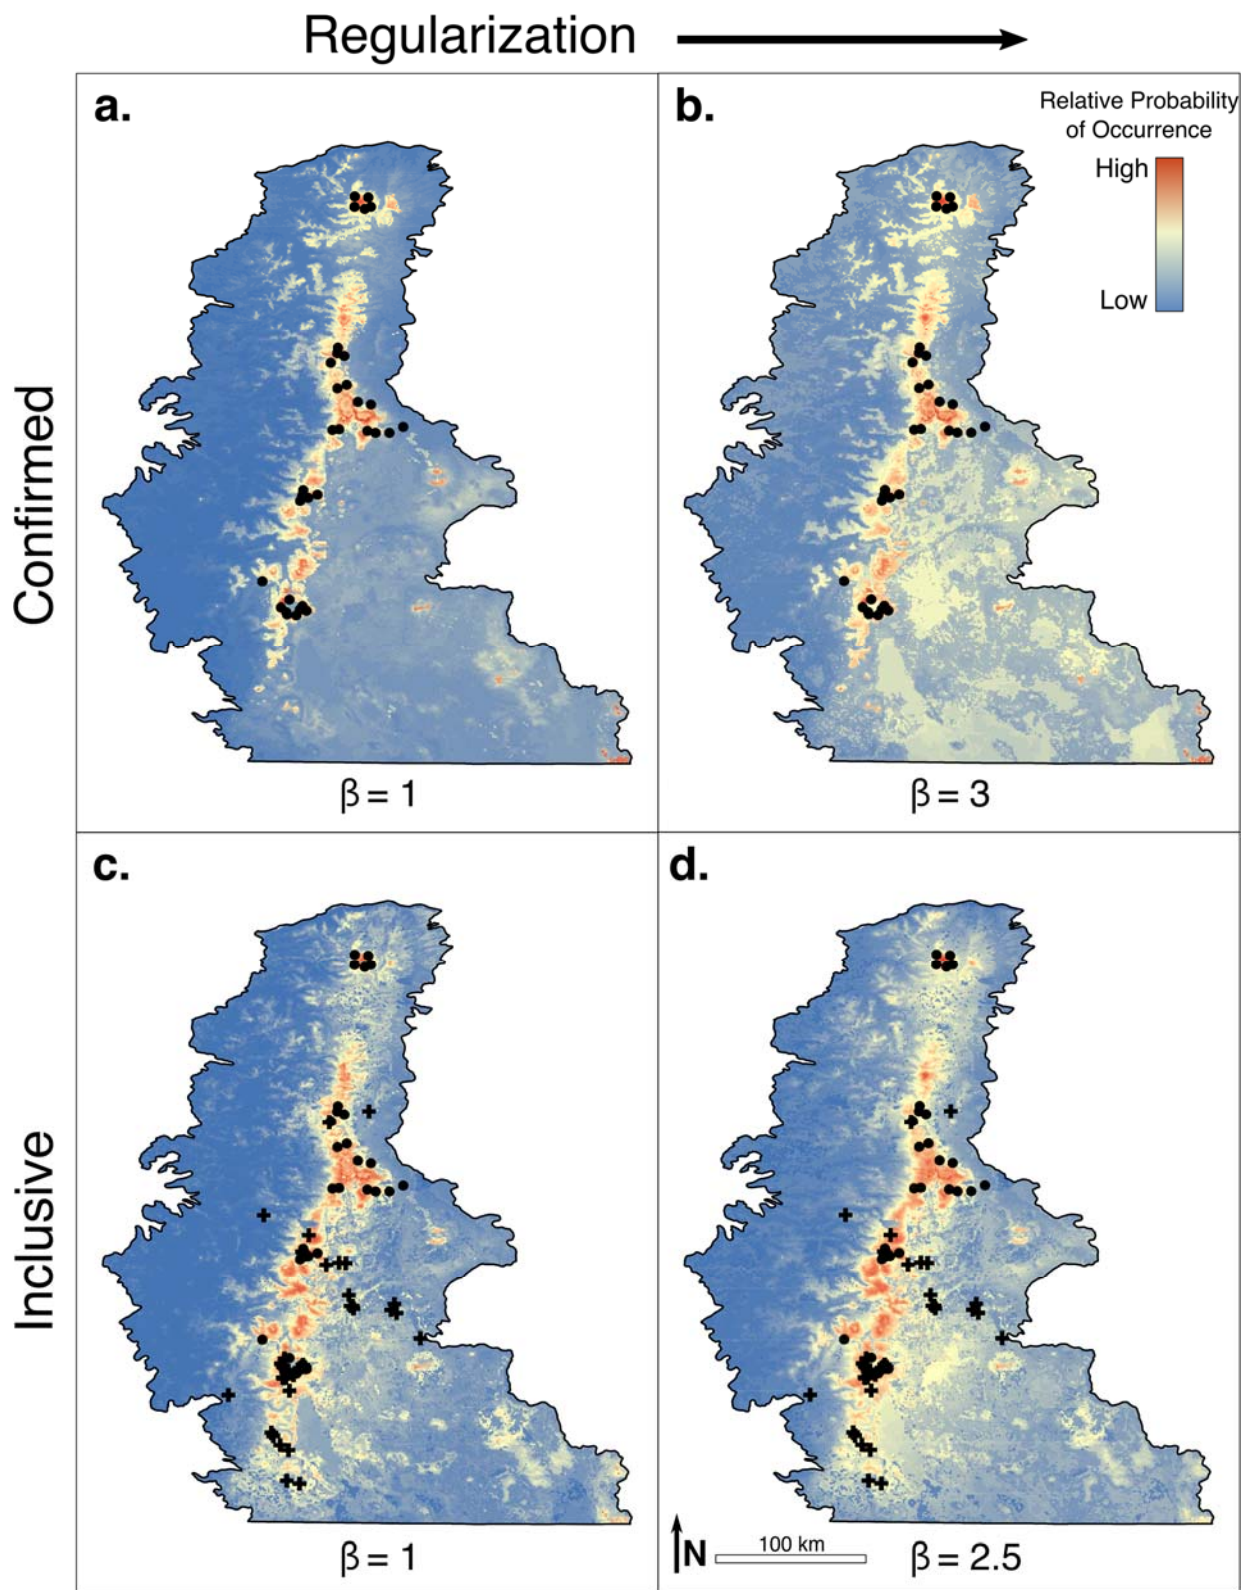 Regularization
a.
b.
Relative Probability
of Occurrence
High
Low
Confirmed
β = 1
β = 3
c.
d.
Inclusive
N
100 km
β = 1
β = 2.5